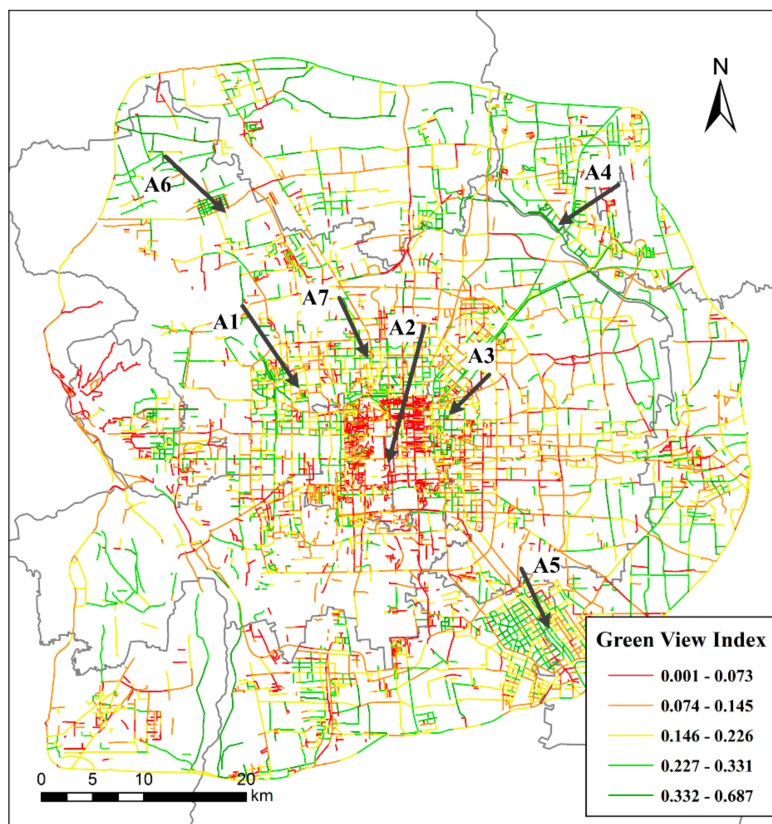 N
A4
A6
A7
A2
A1
A3
A5
Green View Index
0.001 - 0.073
0.074 - 0.145
0.146 - 0.226
0.227 - 0.331
0.332 - 0.687
0 5 10 20
km